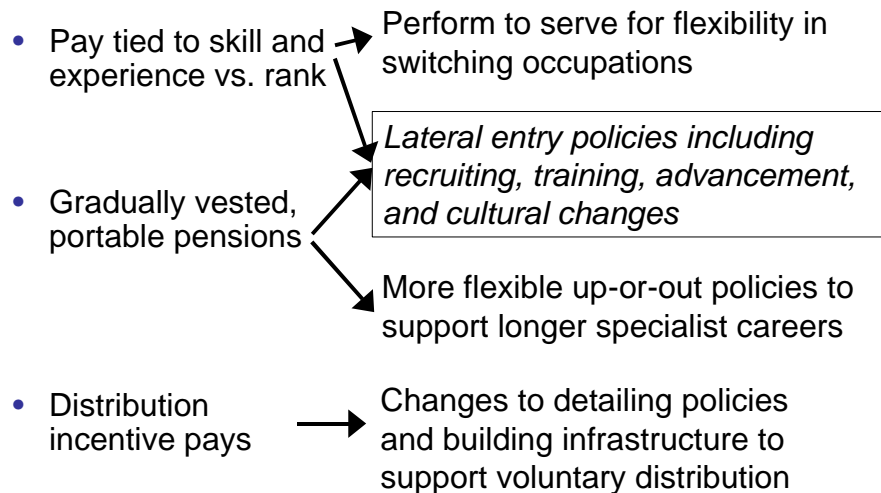 • Pay tied to skill and
experience vs. rank
Perform to serve for flexibility in
switching occupations
Lateral entry policies including
recruiting, training, advancement,
and cultural changes
• Gradually vested,
portable pensions
More flexible up-or-out policies to
support longer specialist careers
• Distribution
incentive pays
Changes to detailing policies
and building infrastructure to
support voluntary distribution